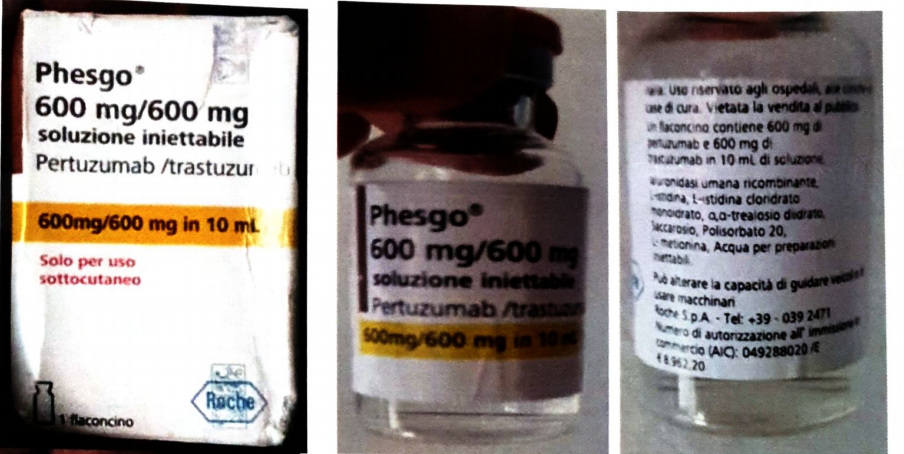 Phesgo®
600 mg/600 mg
soluzione iniettabile
Pertuzumab /trastuzu
600mg/600 mg in 10 mL
Solo per uso
sottocutaneo
1 flaconcino
Roche
Phesgo®
600 mg/600 mg
soluzione iniettabile
Pertuzumab /trastuzu
600mg/600 mg in 10 mL
Uso riservato agli ospedali,
case di cura. Vietata la vendita al pubblico
Un flaconcino contiene 600 mg di
pertuzumab e 600 mg di
trastuzumab in 10 mL di soluzione.
ialuronidasi umana ricombinante,
L-istidina, L-istidina cloridrato
monoidrato, α,α-trealosio diidrato,
Saccarosio, Polisorbato 20,
L-metionina, Acqua per preparazioni
iniettabili.
Può alterare la capacità di guidare veicoli
usare macchinari
Roche S.p.A. - Tel: +39 - 039 2471
Numero di autorizzazione all' immissione
commercio (AIC): 049288020 /E
€ 8.962,20